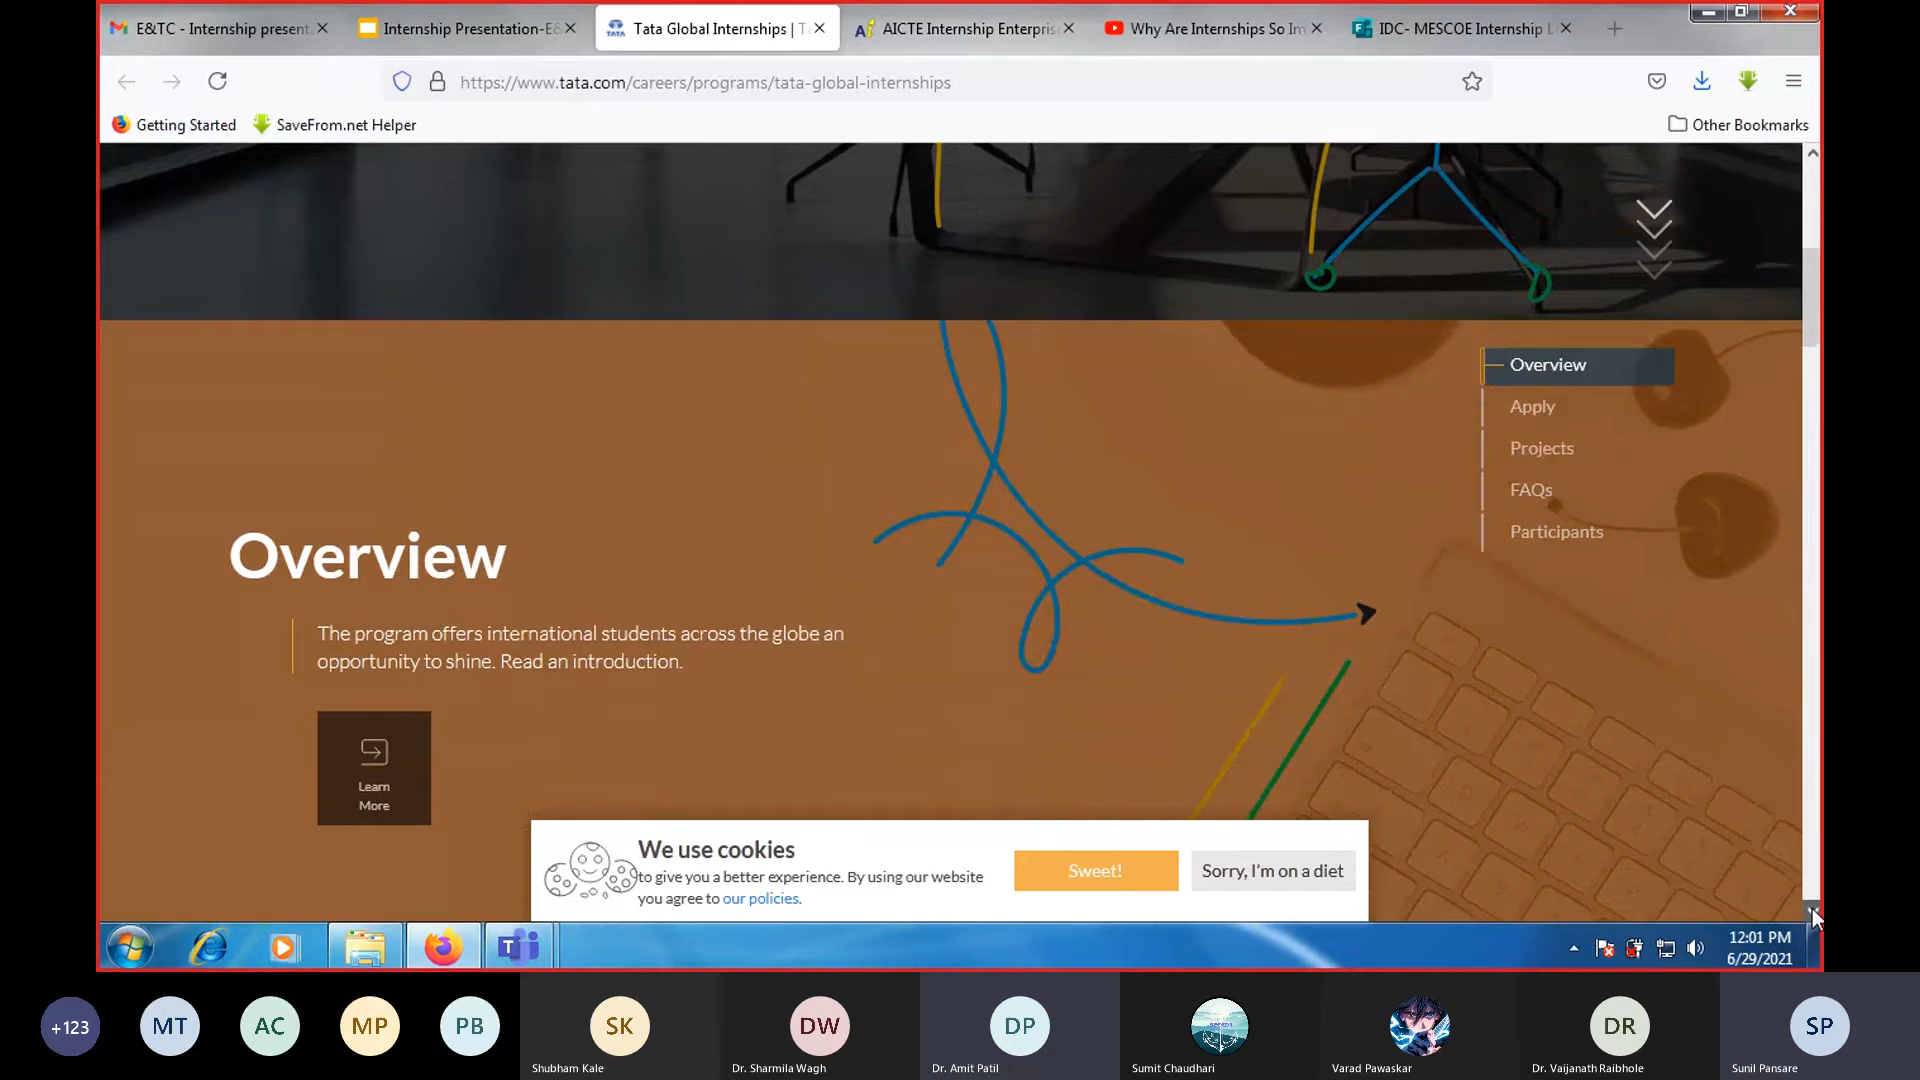 E&TC - Internship present
Internship Presentation-E&
Tata Global Internships | T
AICTE Internship Enterpris
Why Are Internships So Im
IDC- MESCOE Internship L
https://www.tata.com/careers/programs/tata-global-internships
Getting Started
SaveFrom.net Helper
Other Bookmarks
Overview
Apply
Projects
FAQs
Participants
Overview
The program offers international students across the globe an
opportunity to shine. Read an introduction.
Learn
More
We use cookies
to give you a better experience. By using our website
you agree to our policies.
Sweet!
Sorry, I'm on a diet
12:01 PM
6/29/2021
+123
MT
AC
MP
PB
SK
DW
DP
DR
SP
Shubham Kale
Dr. Sharmila Wagh
Dr. Amit Patil
Sumit Chaudhari
Varad Pawaskar
Dr. Vaijanath Raibhole
Sunil Pansare